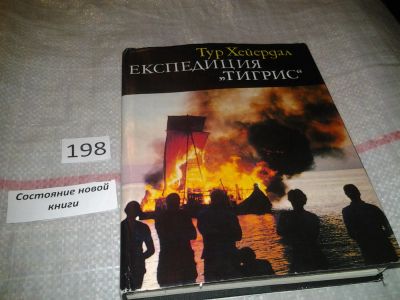 Тур Хейердал
ЕКСПЕДИЦИЯ
„ТИГРИС“
198
Состояние новой
книги